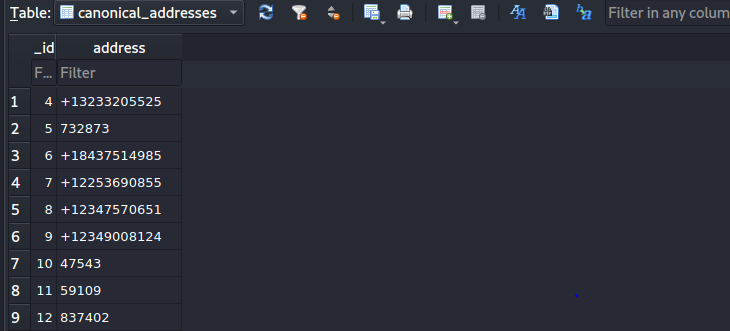 Table: canonical_addresses Filter in any colum
_id address
F... Filter
1 4 +13233205525
2 5 732873
3 6 +18437514985
4 7 +12253690855
5 8 +12347570651
6 9 +12349008124
7 10 47543
8 11 59109
9 12 837402